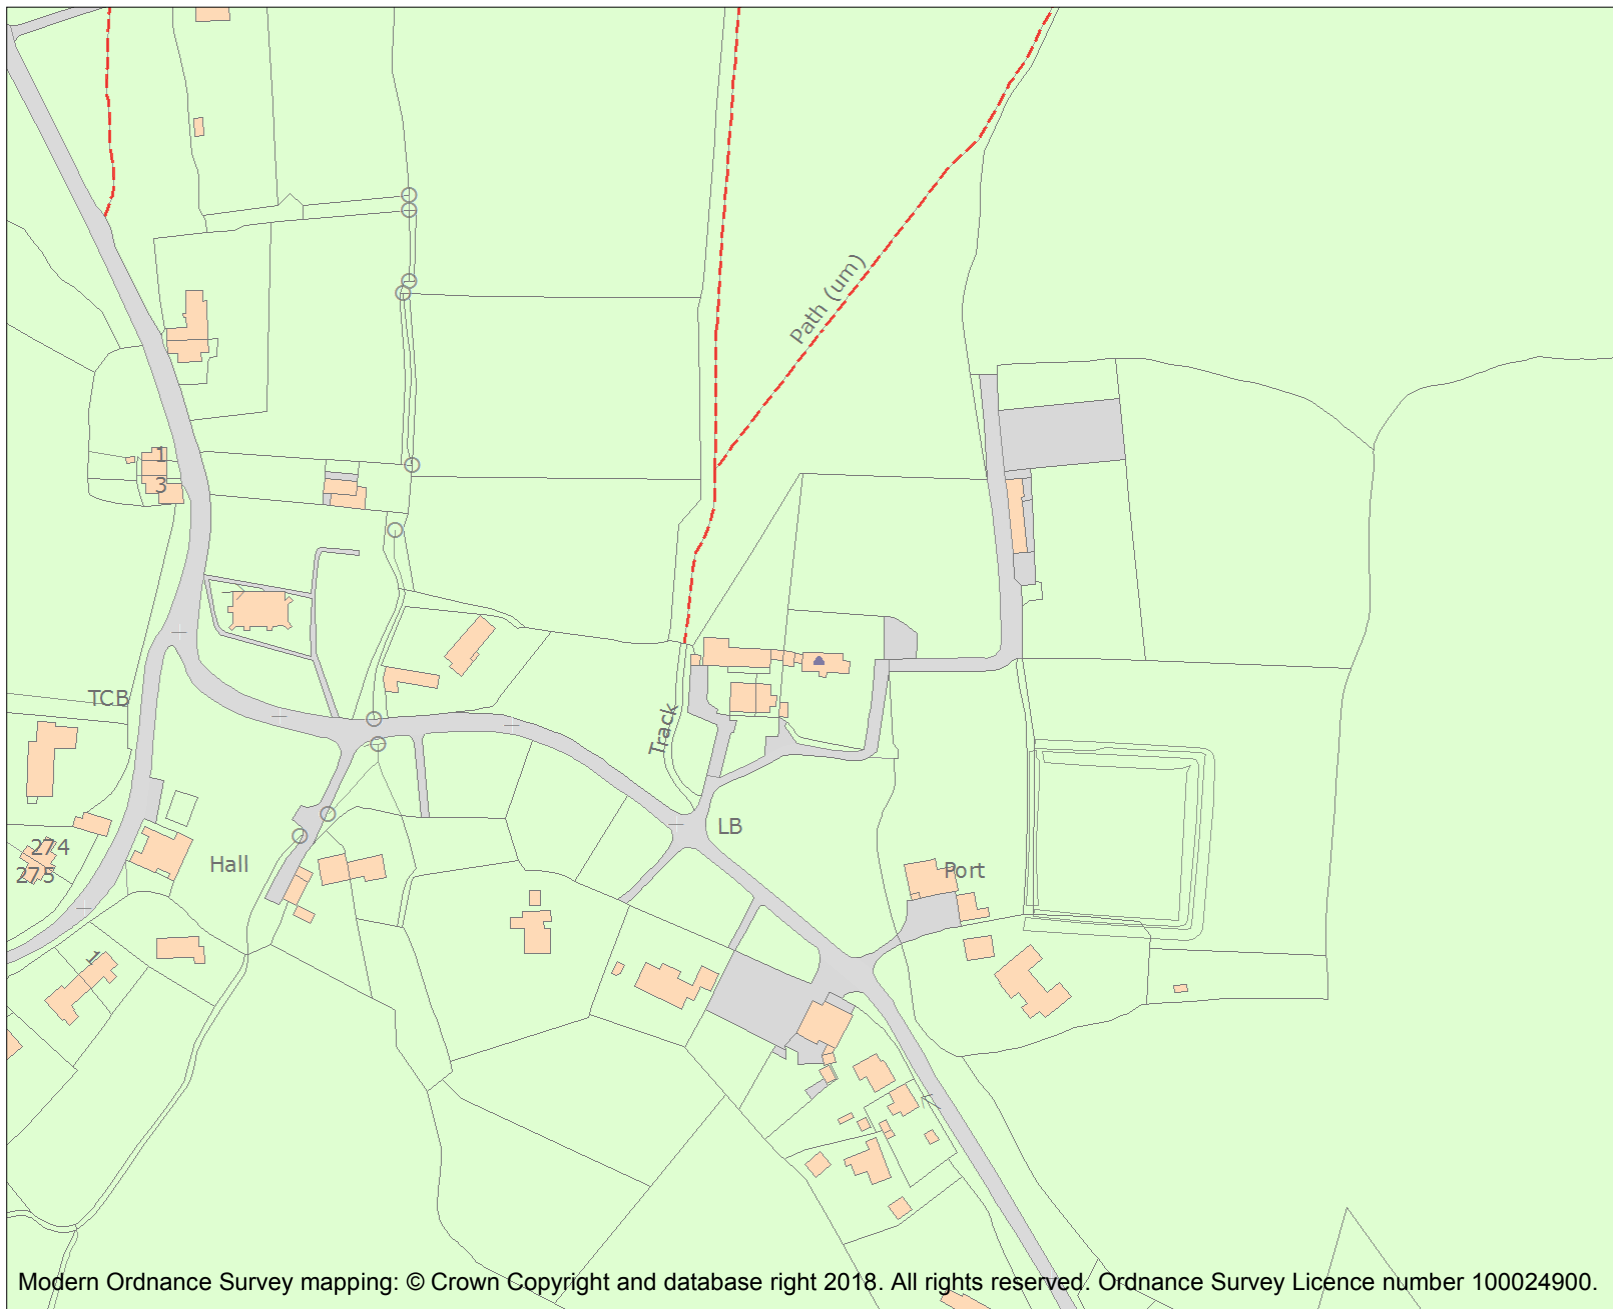 Path (um)
1
3
TCB
Track
LB
274
275
Hall
Port
1
1
Modern Ordnance Survey mapping: © Crown Copyright and database right 2018. All rights reserved. Ordnance Survey Licence number 100024900.